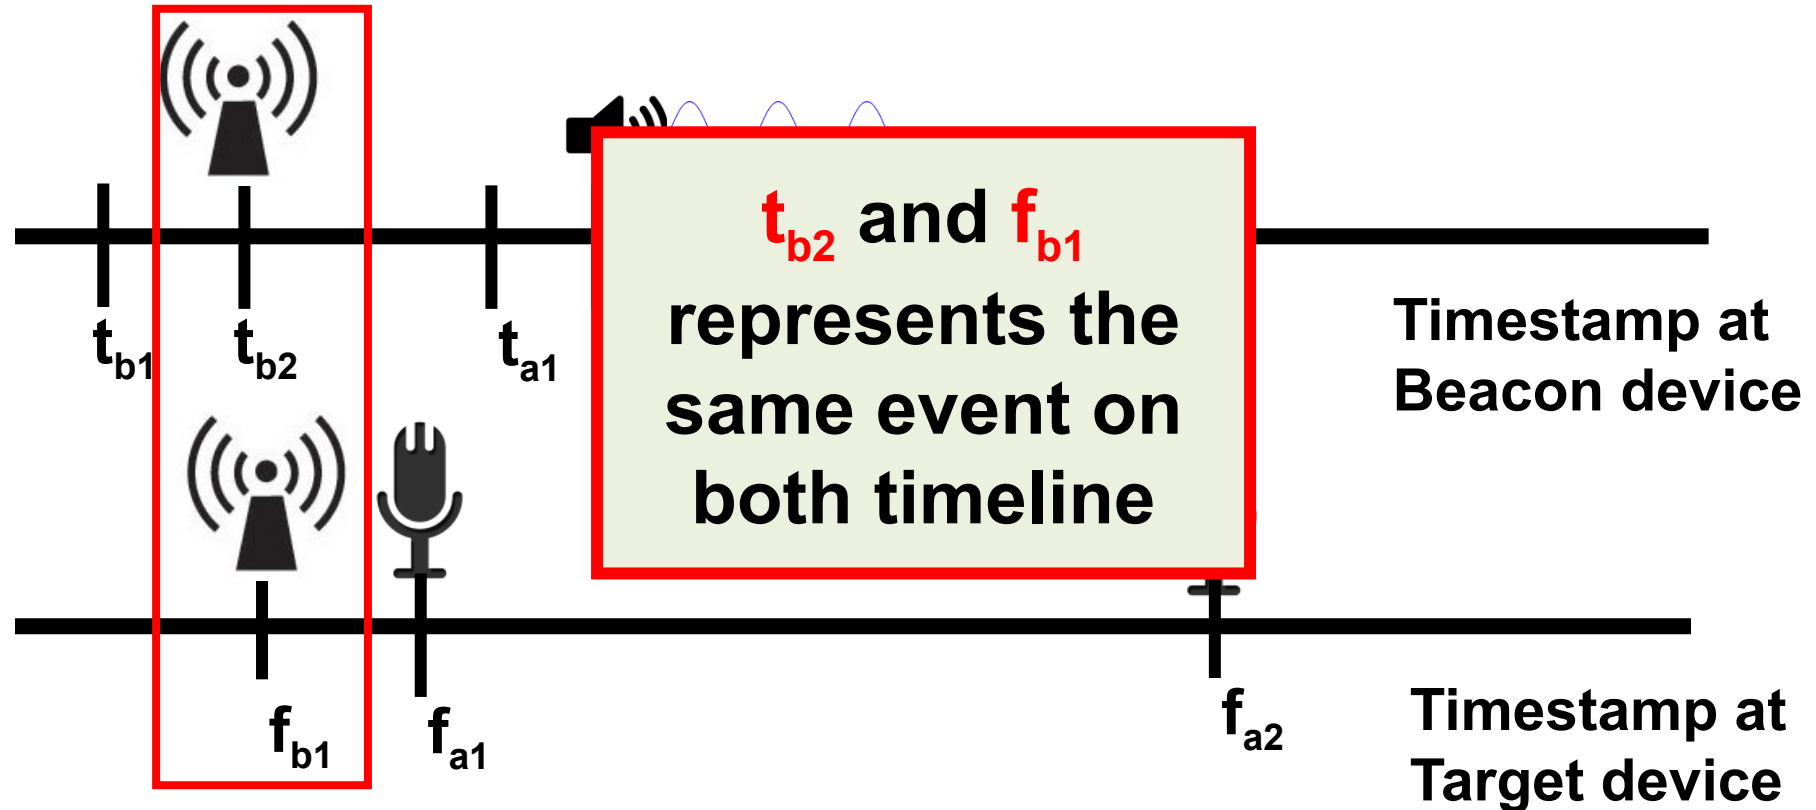 t_b2 and f_b1
represents the
same event on
both timeline
t_b1
t_b2
t_a1
Timestamp at
Beacon device
f_b1
f_a1
f_a2
Timestamp at
Target device